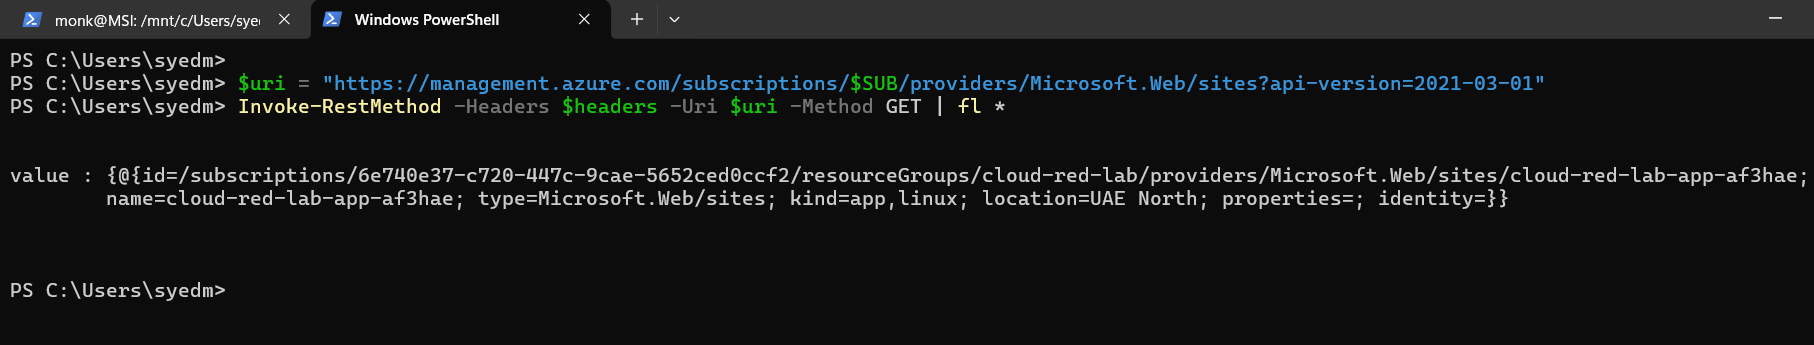 monk@MSI: /mnt/c/Users/sye
Windows PowerShell
PS C:\Users\syedm>
PS C:\Users\syedm> $uri = "https://management.azure.com/subscriptions/$SUB/providers/Microsoft.Web/sites?api-version=2021-03-01"
PS C:\Users\syedm> Invoke-RestMethod -Headers $headers -Uri $uri -Method GET | fl *
value : {@{id=/subscriptions/6e740e37-c720-447c-9cae-5652ced0ccf2/resourceGroups/cloud-red-lab/providers/Microsoft.Web/sites/cloud-red-lab-app-af3hae;
name=cloud-red-lab-app-af3hae; type=Microsoft.Web/sites; kind=app,linux; location=UAE North; properties=; identity=}}
PS C:\Users\syedm>